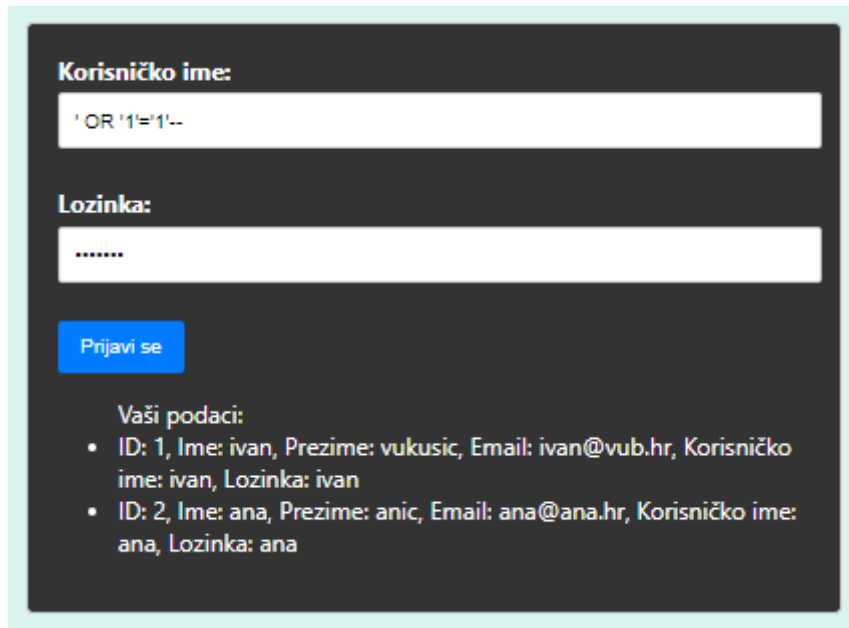 Korisničko ime:
' OR '1'='1'--
Lozinka:
•••••••
Prijavi se
Vaši podaci:
• ID: 1, Ime: ivan, Prezime: vukusic, Email: ivan@vub.hr, Korisničko
ime: ivan, Lozinka: ivan
• ID: 2, Ime: ana, Prezime: anic, Email: ana@ana.hr, Korisničko ime:
ana, Lozinka: ana